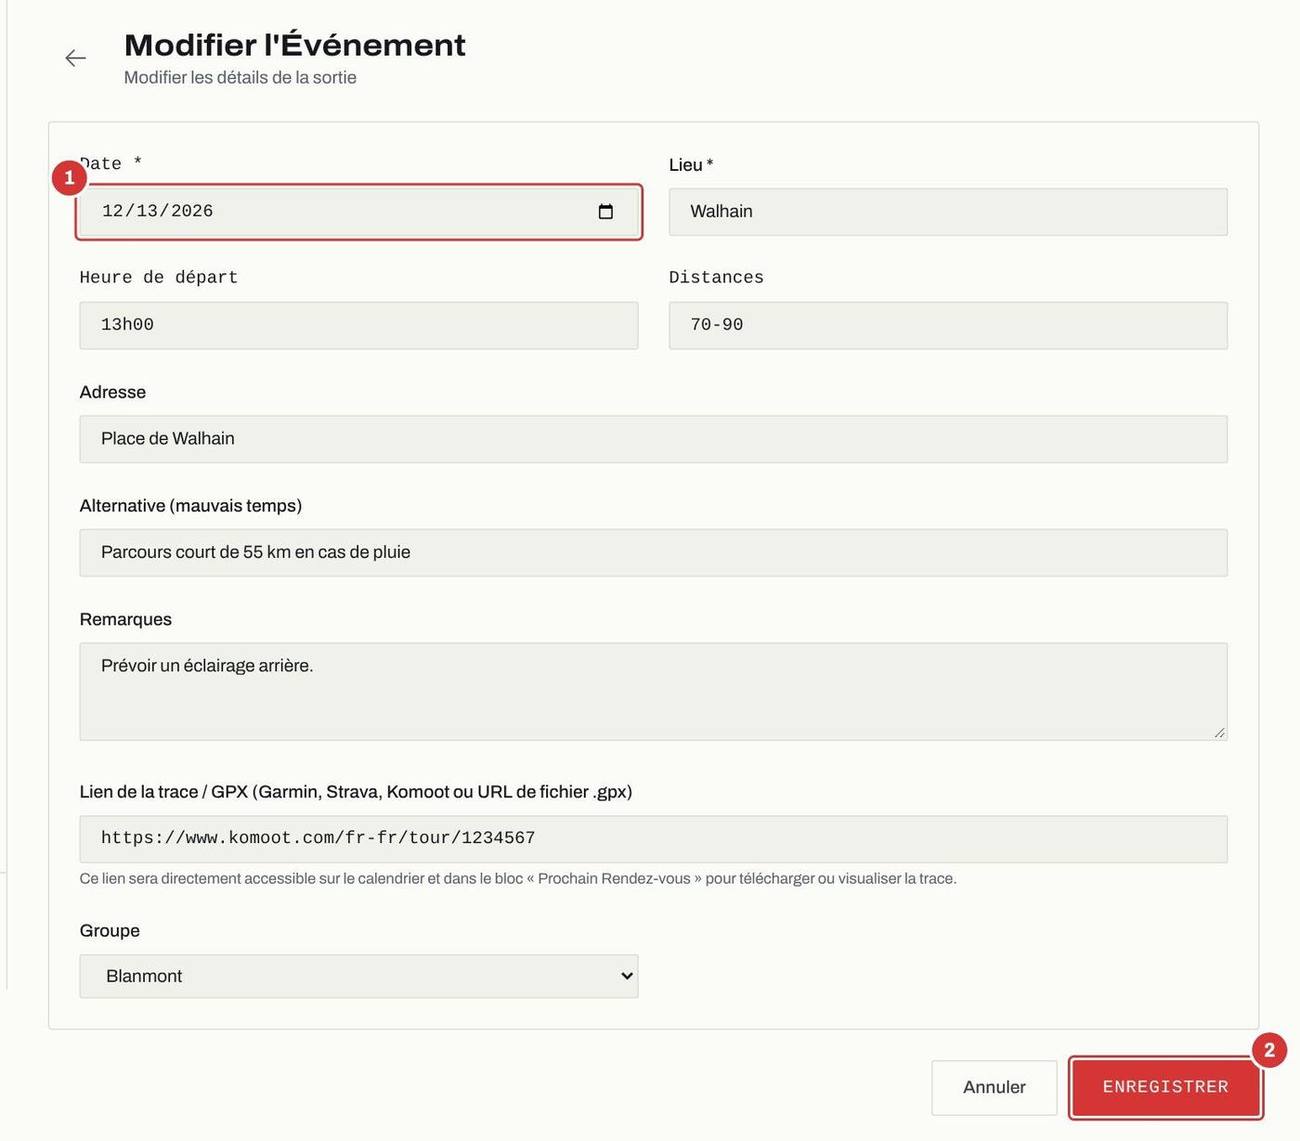 Modifier l'Événement
Modifier les détails de la sortie
1
Date *
12/13/2026
Lieu *
Walhain
Heure de départ
13h00
Distances
70-90
Adresse
Place de Walhain
Alternative (mauvais temps)
Parcours court de 55 km en cas de pluie
Remarques
Prévoir un éclairage arrière.
Lien de la trace / GPX (Garmin, Strava, Komoot ou URL de fichier .gpx)
https://www.komoot.com/fr-fr/tour/1234567
Ce lien sera directement accessible sur le calendrier et dans le bloc « Prochain Rendez-vous » pour télécharger ou visualiser la trace.
Groupe
Blanmont
Annuler
2
ENREGISTRER